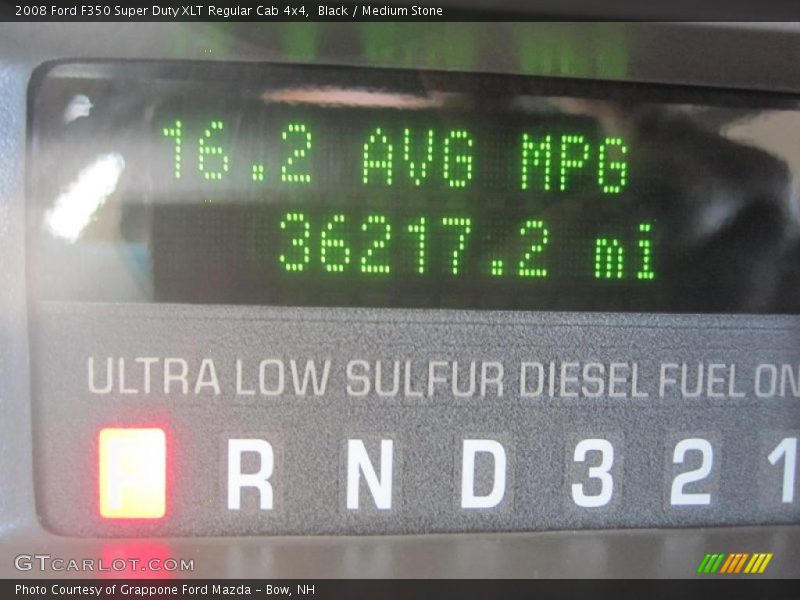 2008 Ford F350 Super Duty XLT Regular Cab 4x4, Black / Medium Stone
16.2 AVG MPG
36217.2 mi
ULTRA LOW SULFUR DIESEL FUEL ON
P R N D 3 2 1
GTCARLOT.COM
Photo Courtesy of Grappone Ford Mazda - Bow, NH